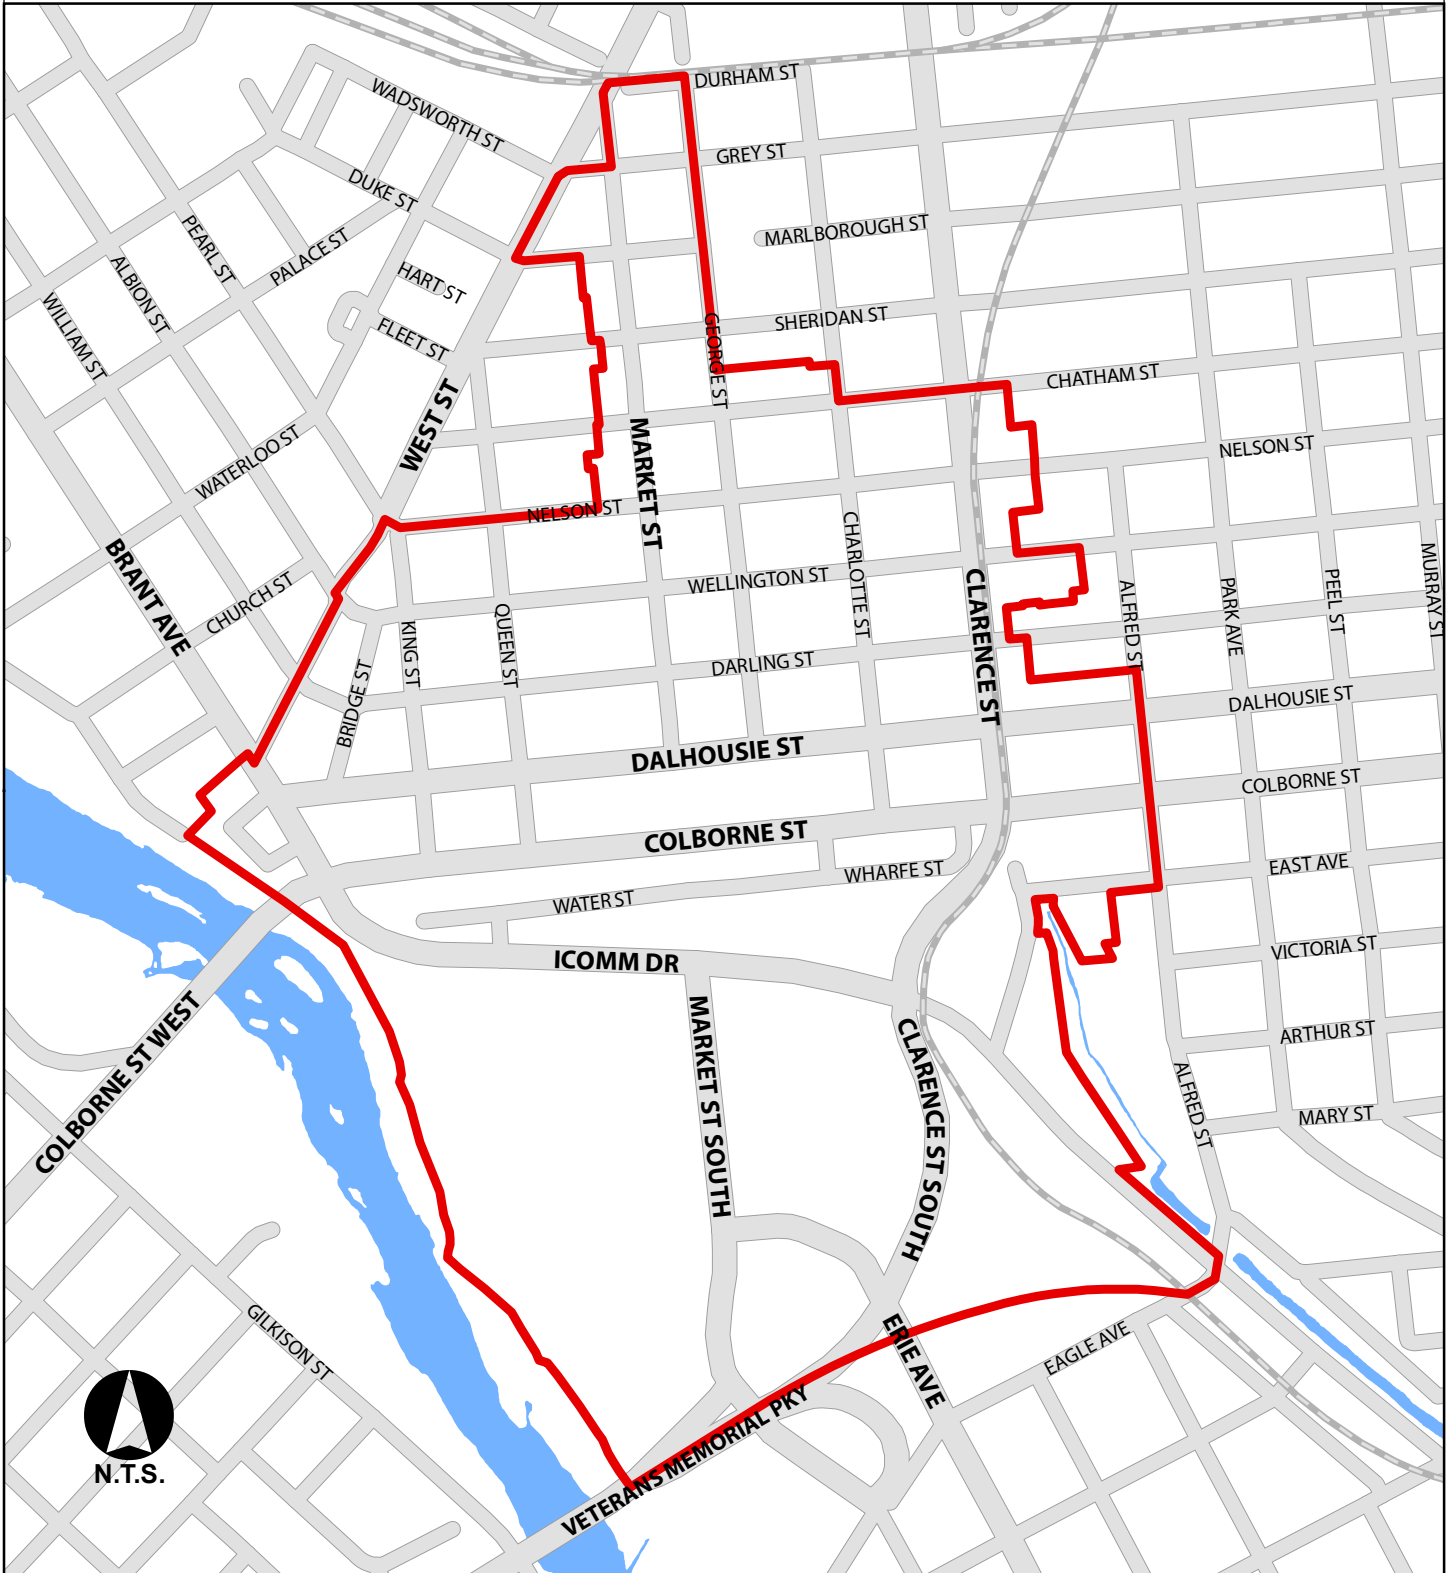 DURHAM ST
WADSWORTH ST
GREY ST
DUKE ST
MARLBOROUGH ST
PEARL ST
PALACE ST
ALBION ST
HART ST
WILLIAM ST
FLEET ST
SHERIDAN ST
GEORGE ST
CHATHAM ST
WEST ST
MARKET ST
WATERLOO ST
NELSON ST
NELSON ST
BRANT AVE
CHARLOTTE ST
WELLINGTON ST
CLARENCE ST
CHURCH ST
ALFRED ST
PARK AVE
PEEL ST
MURRAY ST
KING ST
QUEEN ST
DARLING ST
BRIDGE ST
DALHOUSIE ST
DALHOUSIE ST
COLBORNE ST
COLBORNE ST
WHARFE ST
EAST AVE
WATER ST
VICTORIA ST
ICOMM DR
COLBORNE ST WEST
MARKET ST SOUTH
CLARENCE ST SOUTH
ARTHUR ST
ALFRED ST
MARY ST
GILKISON ST
ERIE AVE
EAGLE AVE
VETERANS MEMORIAL PKY
N.T.S.